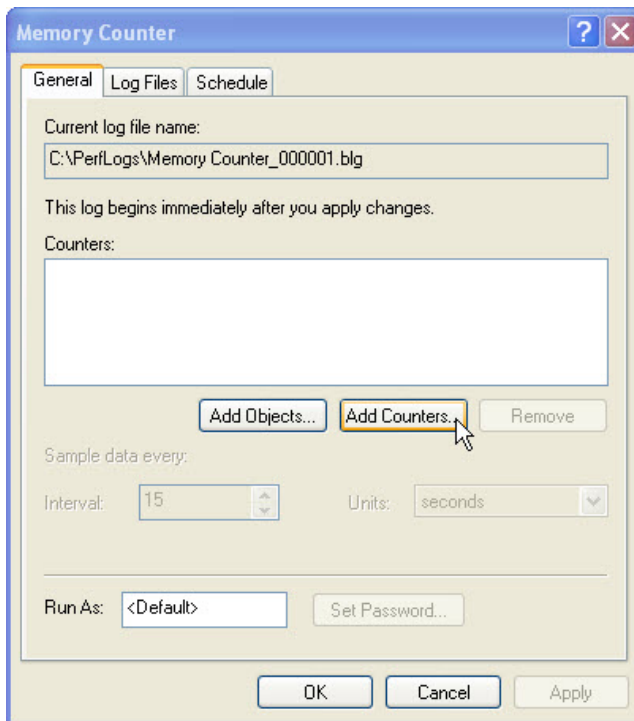 Memory Counter
General Log Files Schedule
Current log file name:
C:\PerfLogs\Memory Counter_000001.blg
This log begins immediately after you apply changes.
Counters:
Add Objects... Add Counters... Remove
Sample data every:
Interval: 15 Units: seconds
Run As: <Default> Set Password...
OK Cancel Apply